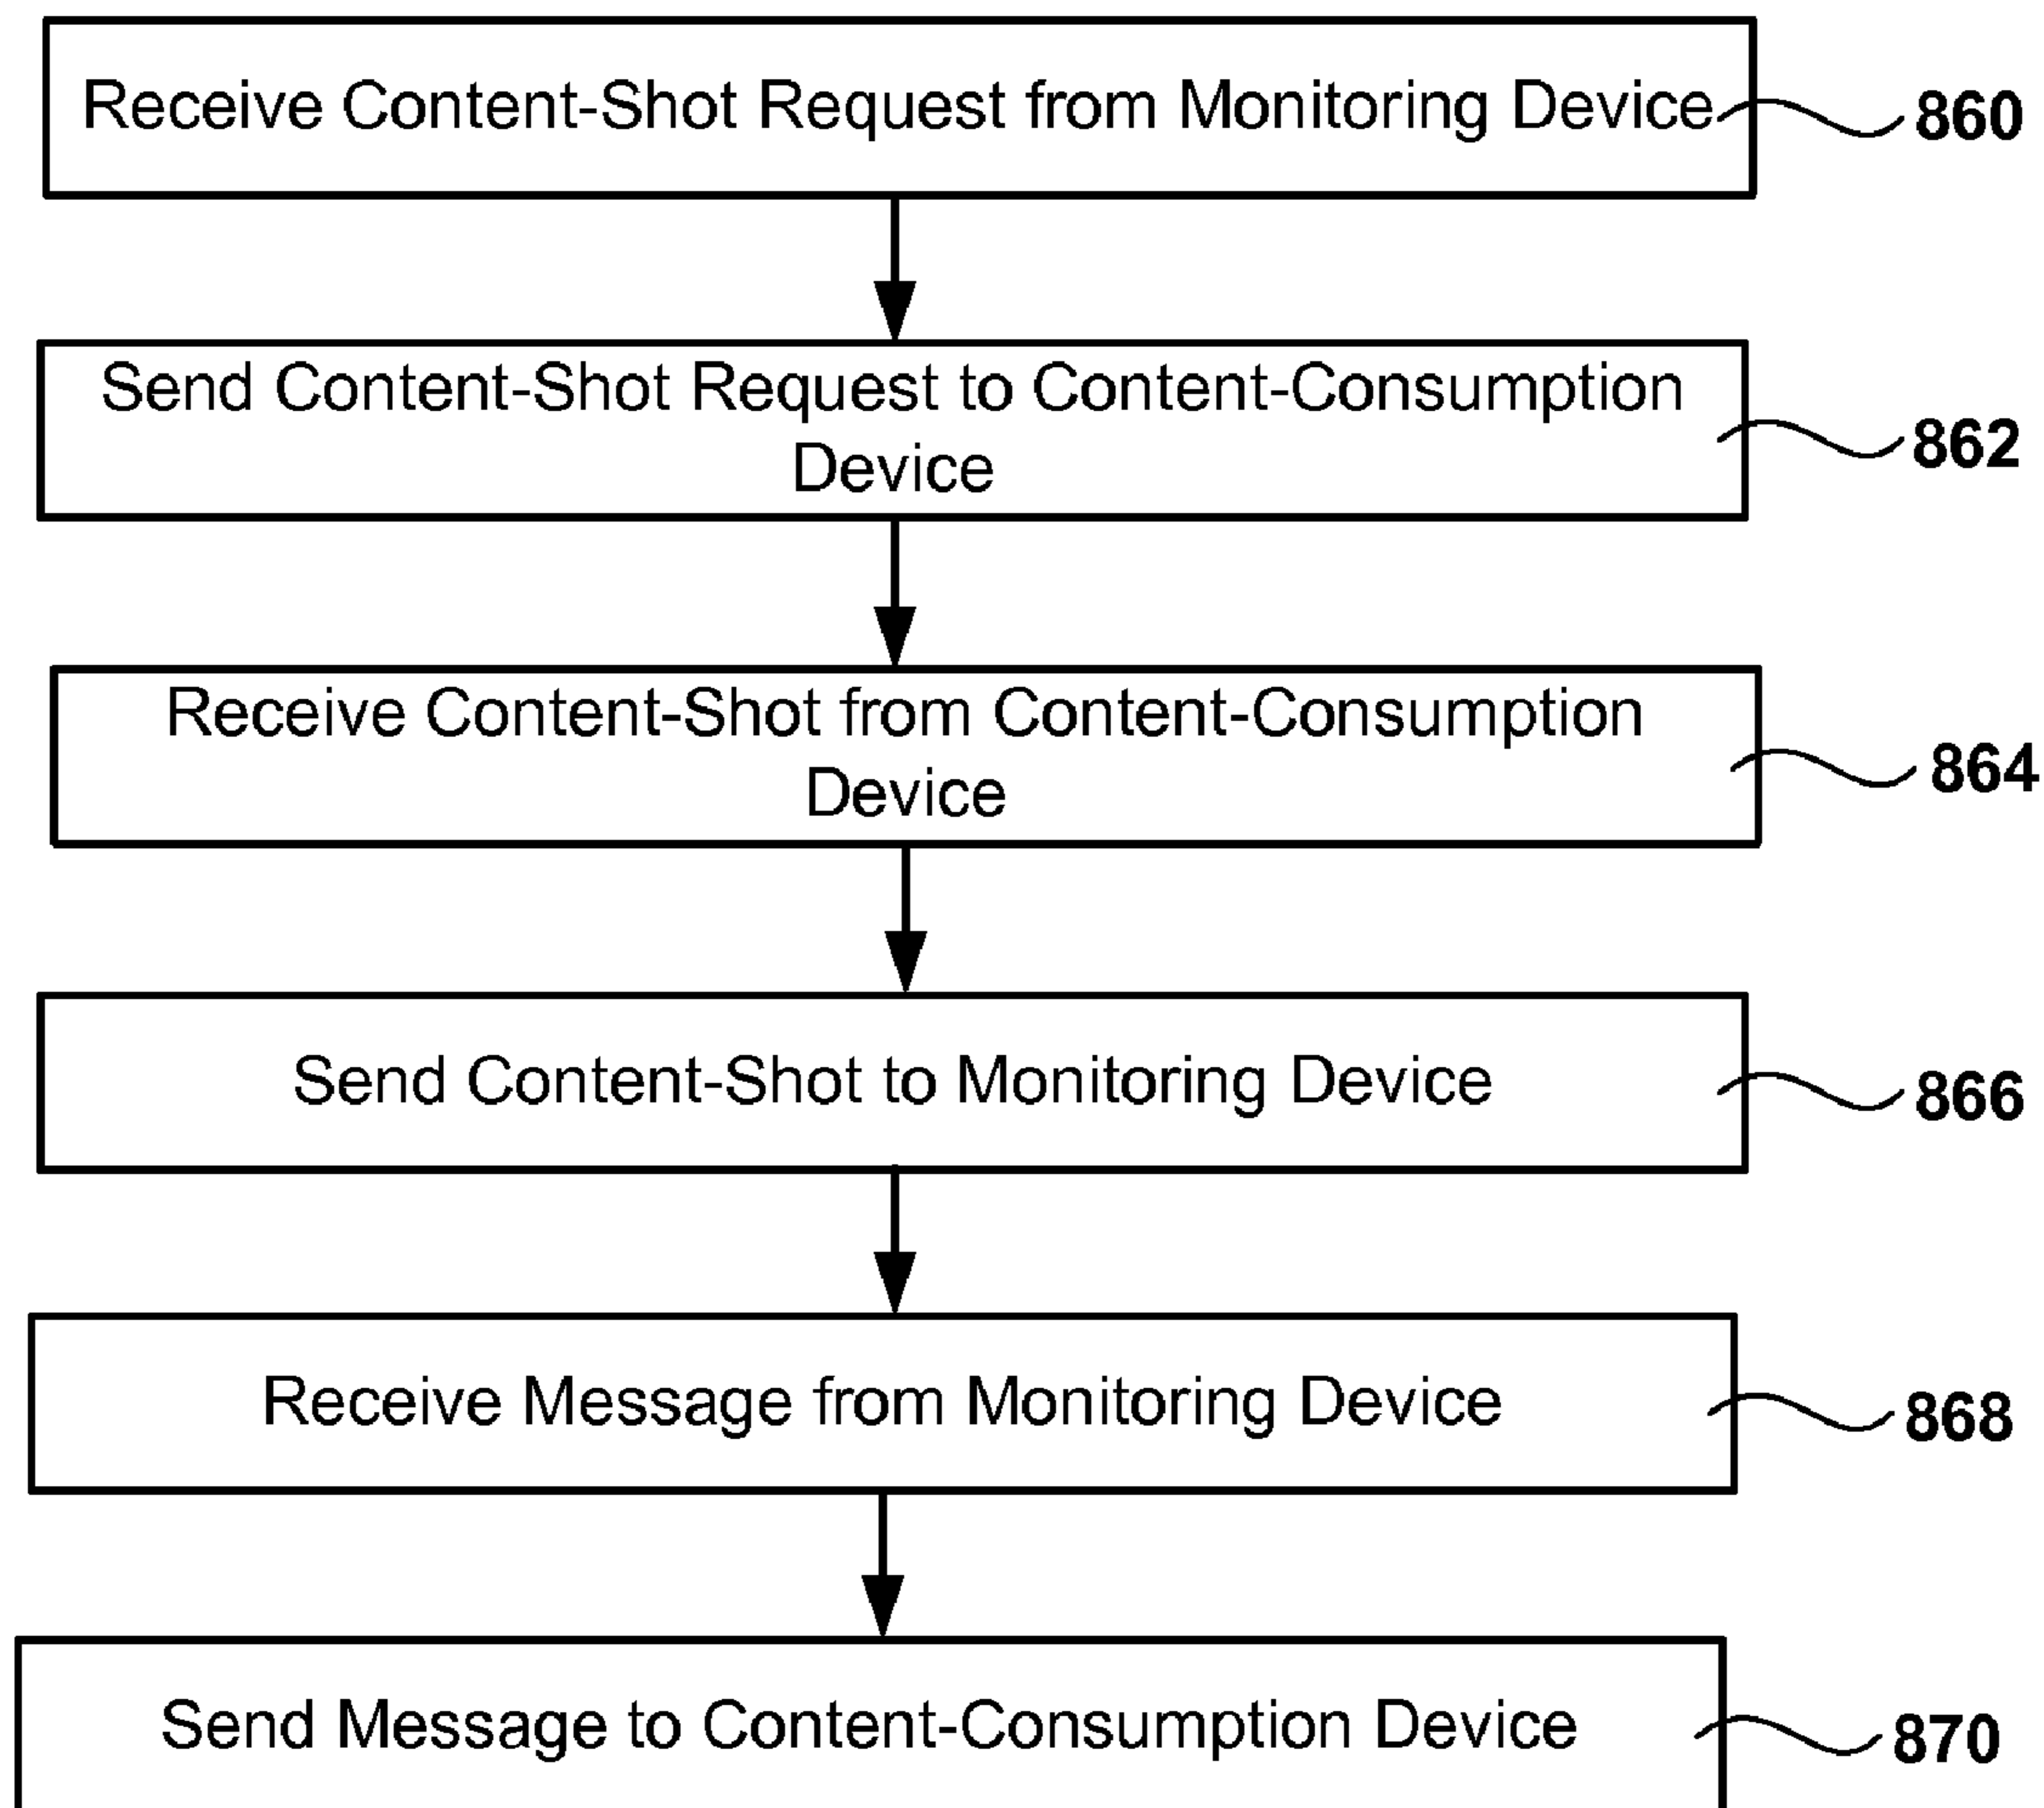 Receive Content-Shot Request from Monitoring Device
860
Send Content-Shot Request to Content-Consumption
Device
862
Receive Content-Shot from Content-Consumption
Device
864
Send Content-Shot to Monitoring Device
866
Receive Message from Monitoring Device
868
Send Message to Content-Consumption Device
870